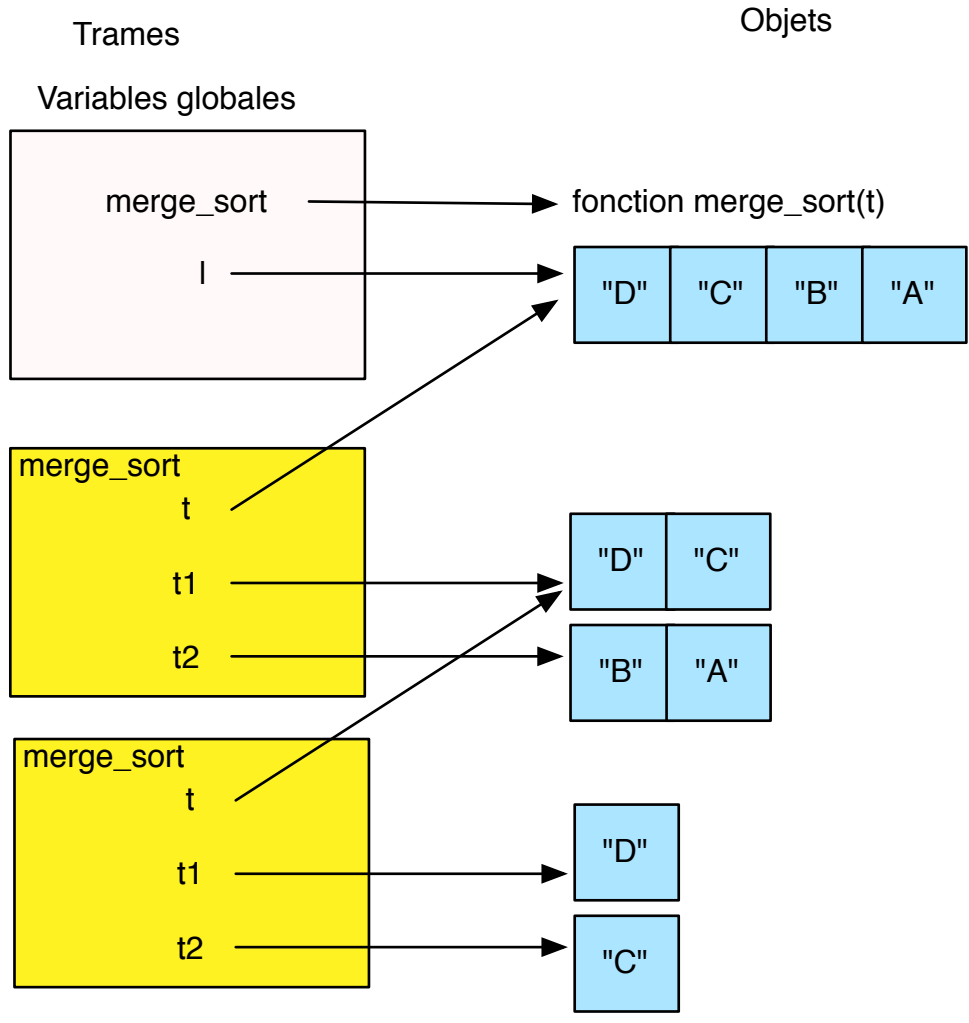 Trames
Objets
Variables globales
merge_sort
fonction merge_sort(t)
l
"D" "C" "B" "A"
merge_sort
t
t1
"D" "C"
t2
"B" "A"
merge_sort
t
t1
"D"
t2
"C"